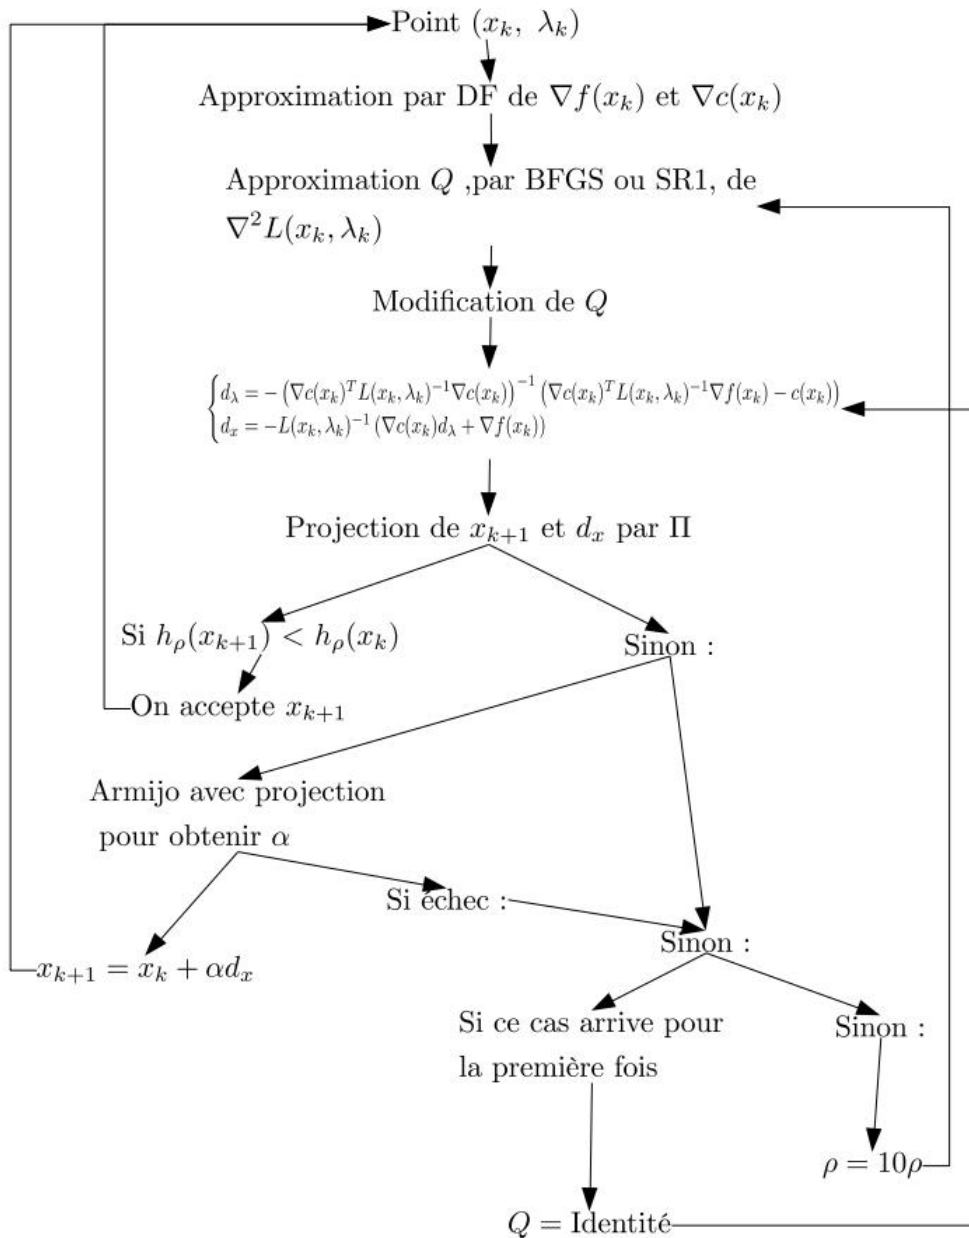 Point (x_k, λ_k)
Approximation par DF de ∇f(x_k) et ∇c(x_k)
Approximation Q ,par BFGS ou SR1, de
∇²L(x_k, λ_k)
Modification de Q
{ d_λ = − (∇c(x_k)^T L(x_k, λ_k)^{−1} ∇c(x_k))^{−1} (∇c(x_k)^T L(x_k, λ_k)^{−1} ∇f(x_k) − c(x_k))
d_x = −L(x_k, λ_k)^{−1} (∇c(x_k)d_λ + ∇f(x_k))
Projection de x_{k+1} et d_x par Π
Si h_ρ(x_{k+1}) < h_ρ(x_k)
Sinon :
On accepte x_{k+1}
Armijo avec projection
pour obtenir α
Si échec :
Sinon :
x_{k+1} = x_k + αd_x
Si ce cas arrive pour
la première fois
Sinon :
ρ = 10ρ
Q = Identité